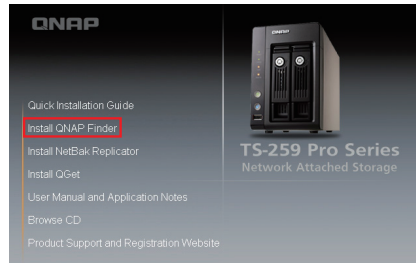 QNAP
QNAP
Quick Installation Guide
Install QNAP Finder
Install NetBak Replicator
TS-259 Pro Series
Network Attached Storage
Install QGet
User Manual and Application Notes
Browse CD
Product Support and Registration Website